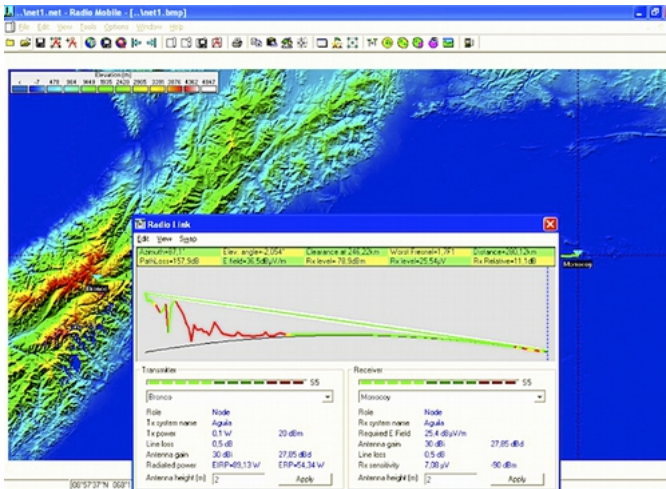 ..\net1.net - Radio Mobile - [..\net1.bmp]
File Edit View Tools Options Window Help
Elevation (m)
< -7 479 964 1449 1935 2420 2905 3391 3876 4362 4847
Bronco
Monocoy
Radio Link
Edit View Swap
Azimuth=87,1° Elev. angle=-2,054° Clearance at 246,22km Worst Fresnel=1,7F1 Distance=280,12km
PathLoss=157,9dB E field=36,5dBµV/m Rx level=-78,9dBm Rx level=25,54µV Rx Relative=11,1dB
Transmitter Receiver
S5 S5
Bronco Monocoy
Role Node Role Node
Tx system name Aguila Rx system name Aguila
Tx power 0,1 W 20 dBm Required E Field 25,4 dBµV/m
Line loss 0,5 dB Antenna gain 30 dBi 27,85 dBd
Antenna gain 30 dBi 27,85 dBd Line loss 0,5 dB
Radiated power EIRP=89,13 W ERP=54,34 W Rx sensitivity 7,08 µV -90 dBm
Antenna height (m) 2 Apply Antenna height (m) 2 Apply